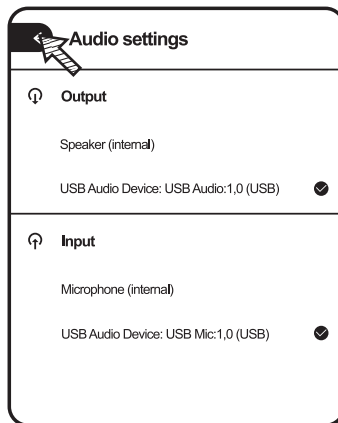 Audio settings
Output
Speaker (internal)
USB Audio Device: USB Audio:1,0 (USB)
Input
Microphone (internal)
USB Audio Device: USB Mic:1,0 (USB)